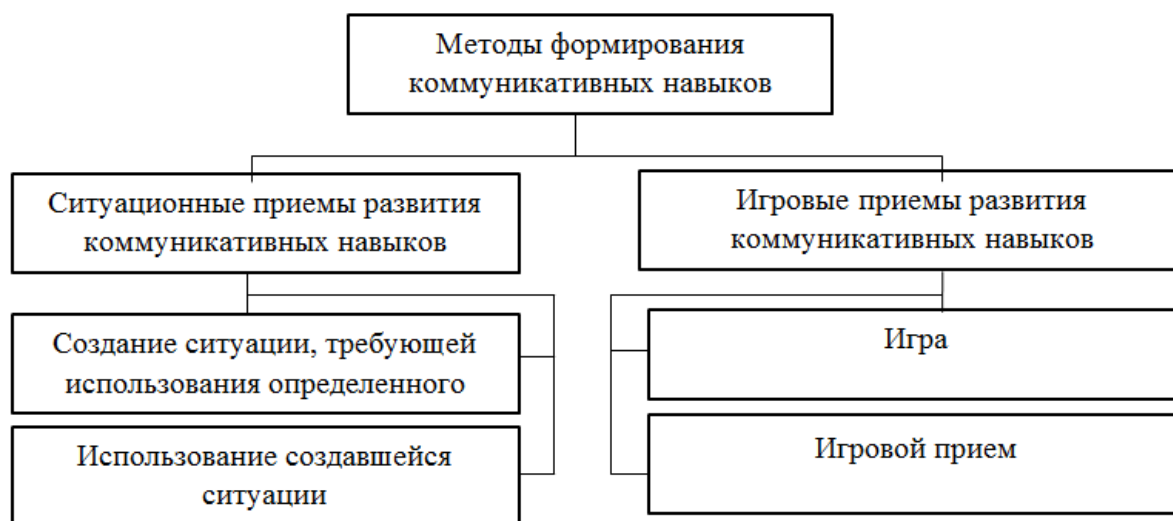 Методы формирования
коммуникативных навыков
Ситуационные приемы развития
коммуникативных навыков
Игровые приемы развития
коммуникативных навыков
Создание ситуации, требующей
использования определенного
Игра
Использование создавшейся
ситуации
Игровой прием